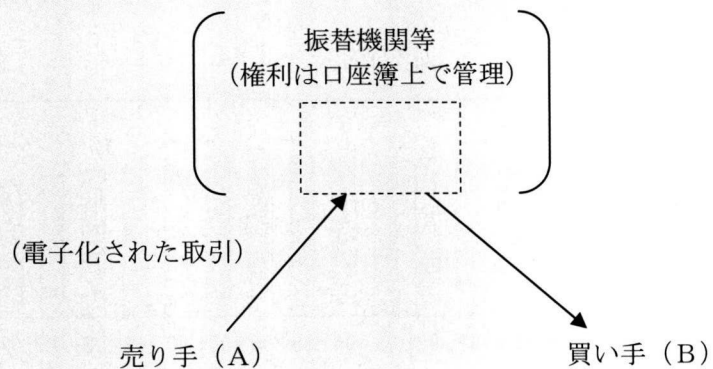 振替機関等
（権利は口座簿上で管理）
（電子化された取引）
売り手（A）
買い手（B）